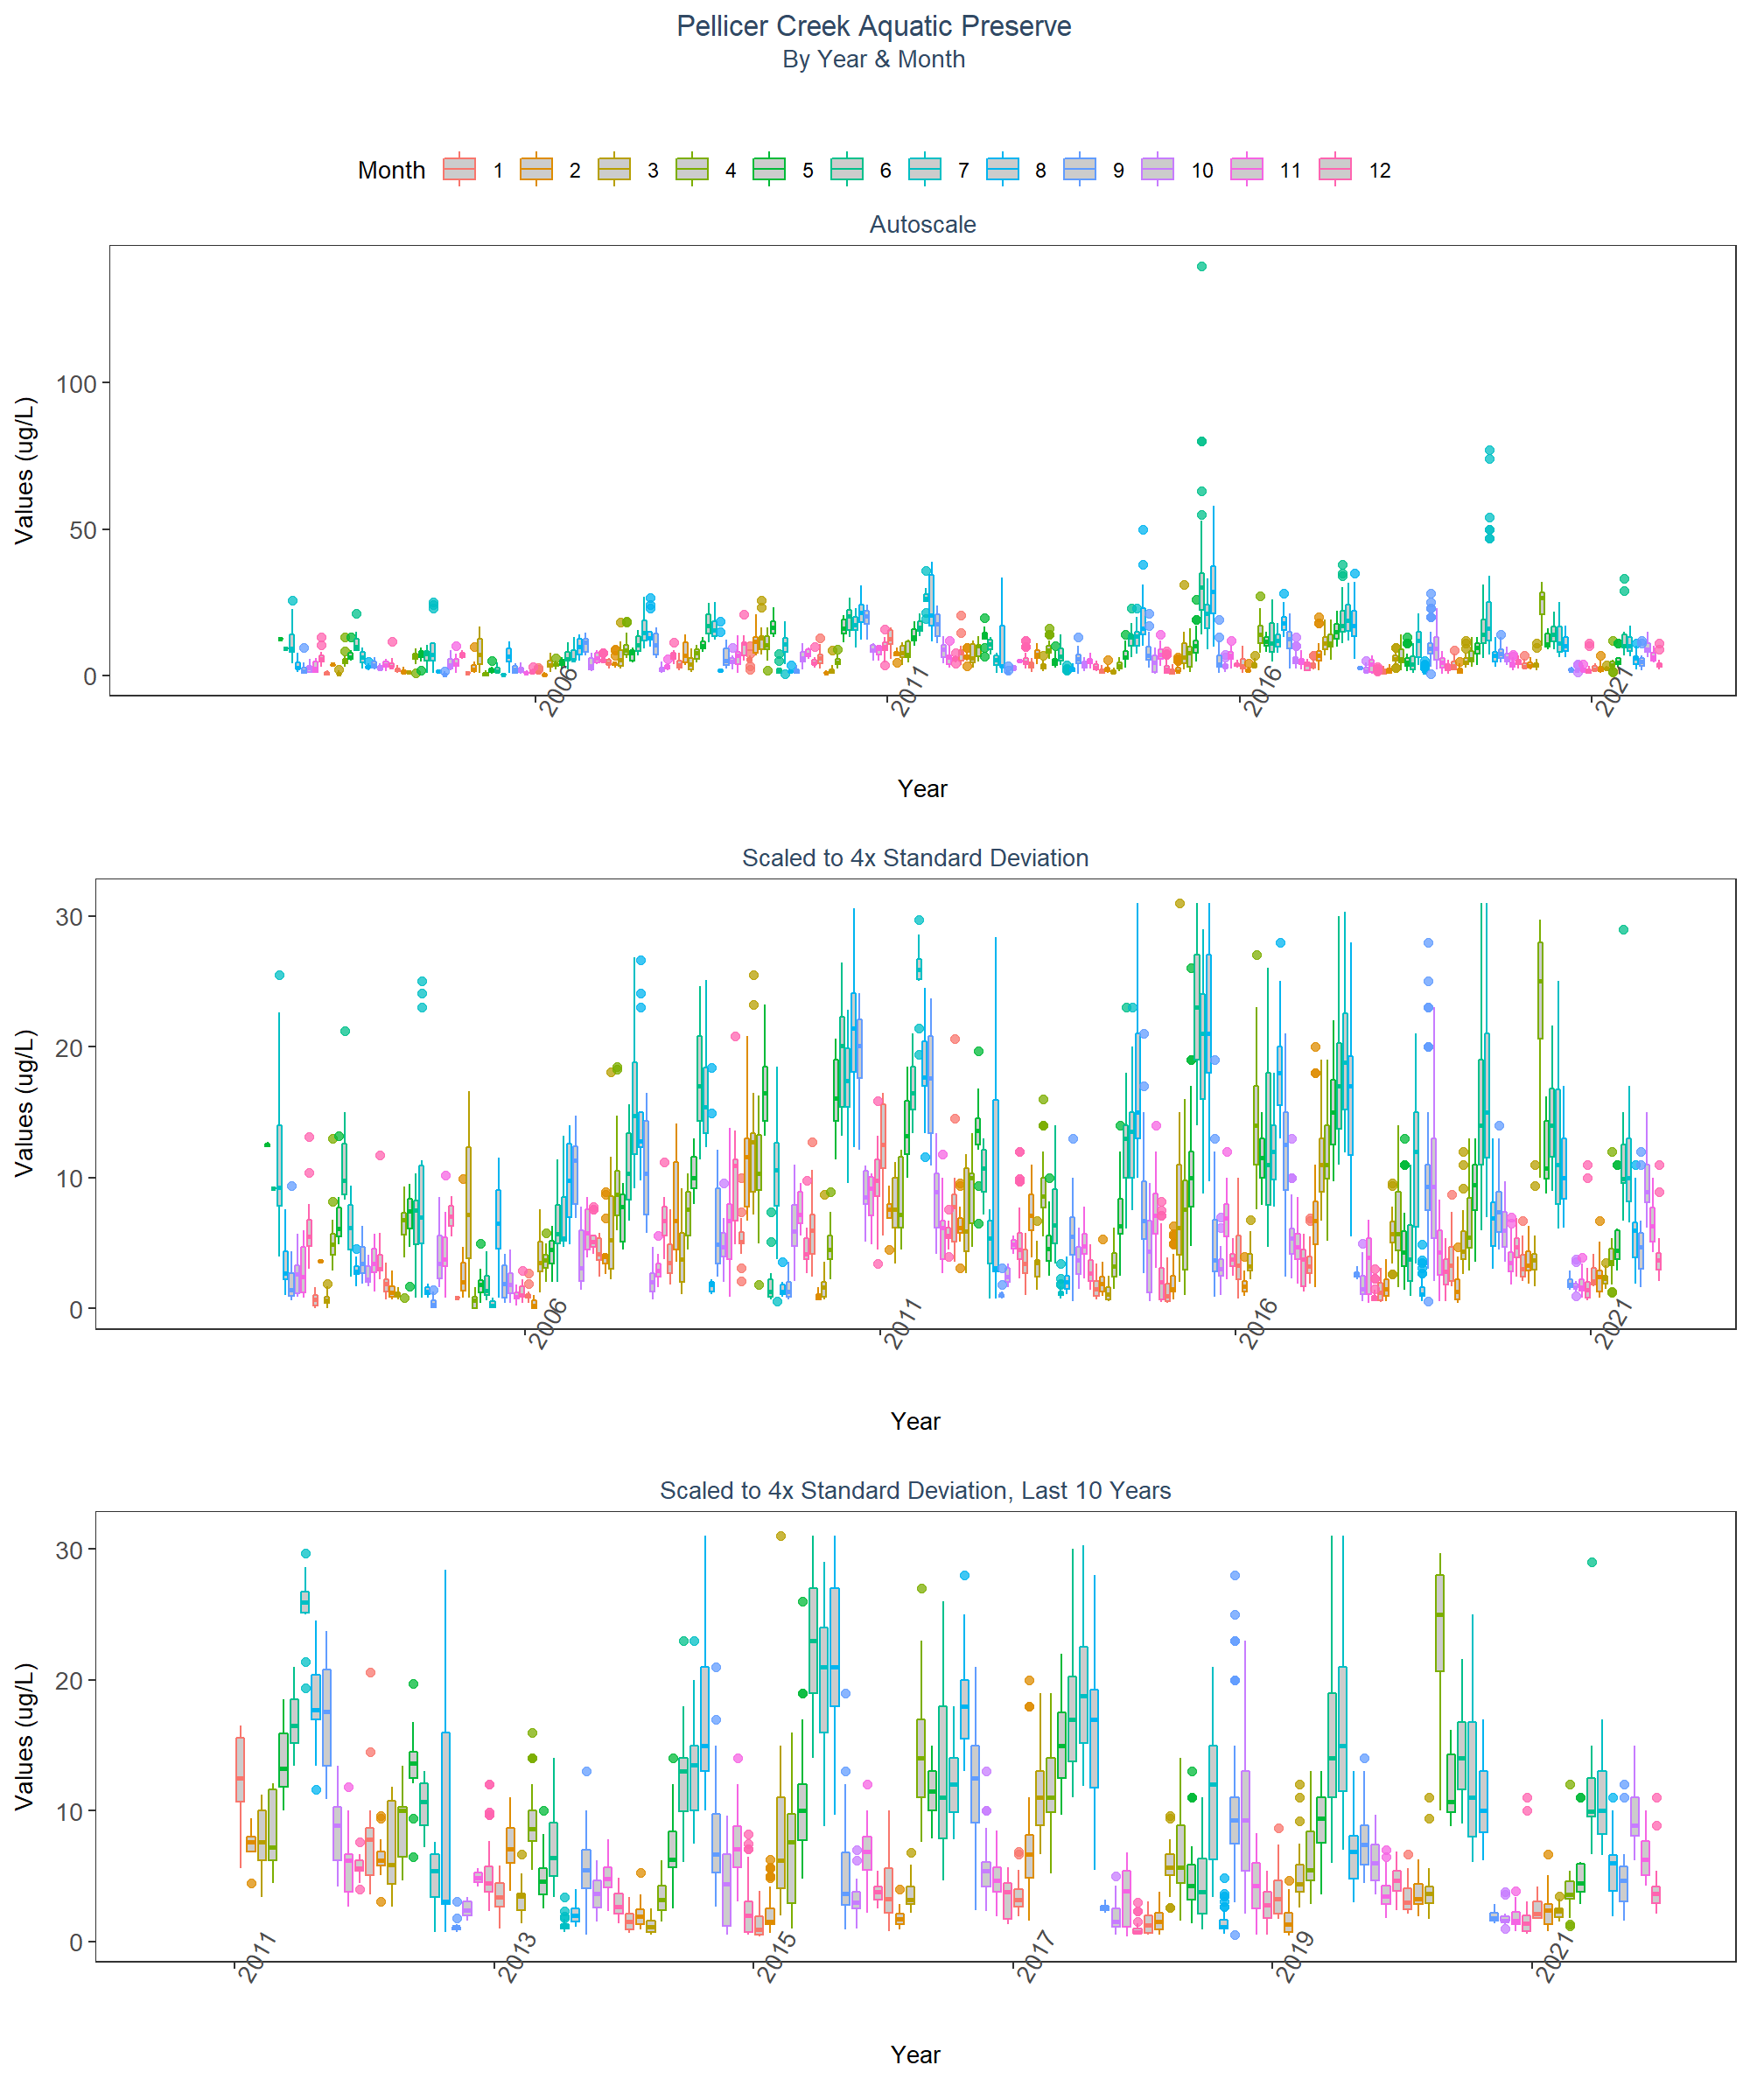 Pellicer Creek Aquatic Preserve
By Year & Month
Month 1 2 3 4 5 6 7 8 9 10 11 12
Autoscale
Values (ug/L)
100
50
0
2006 2011 2016 2021
Year
Scaled to 4x Standard Deviation
Values (ug/L)
30
20
10
0
2006 2011 2016 2021
Year
Scaled to 4x Standard Deviation, Last 10 Years
Values (ug/L)
30
20
10
0
2011 2013 2015 2017 2019 2021
Year